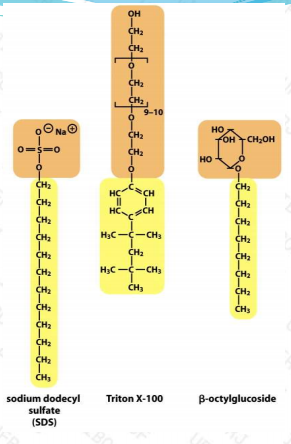 OH
CH₂
CH₂
O
CH₂
CH₂
9–10
O
CH₂
CH₂
O
C
HC CH
HC CH
C
H₃C—C—CH₃
CH₂
H₃C—C—CH₃
CH₃
O⊖ Na⊕
O=S=O
O
CH₂
CH₂
CH₂
CH₂
CH₂
CH₂
CH₂
CH₂
CH₂
CH₂
CH₂
CH₃
HO
OH CH₂OH
HO O
O
CH₂
CH₂
CH₂
CH₂
CH₂
CH₂
CH₂
CH₃
sodium dodecyl
sulfate
(SDS)
Triton X-100
β-octylglucoside